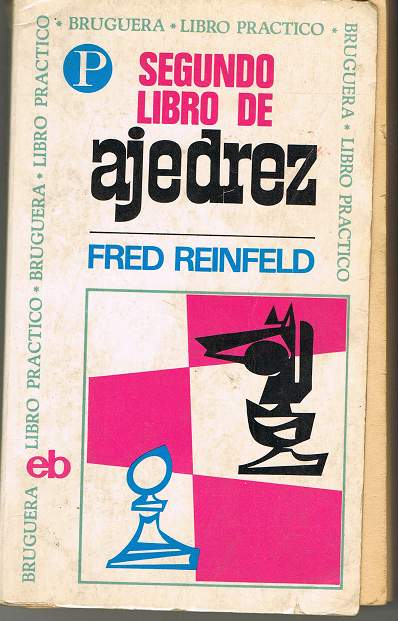 * BRUGUERA * LIBRO PRACTICO *
BRUGUERA * LIBRO PRACTICO
BRUGUERA LIBRO PRACTICO * BRUGUERA * LIBRO PRACTICO
P
SEGUNDO
LIBRO DE
ajedrez
FRED REINFELD
eb